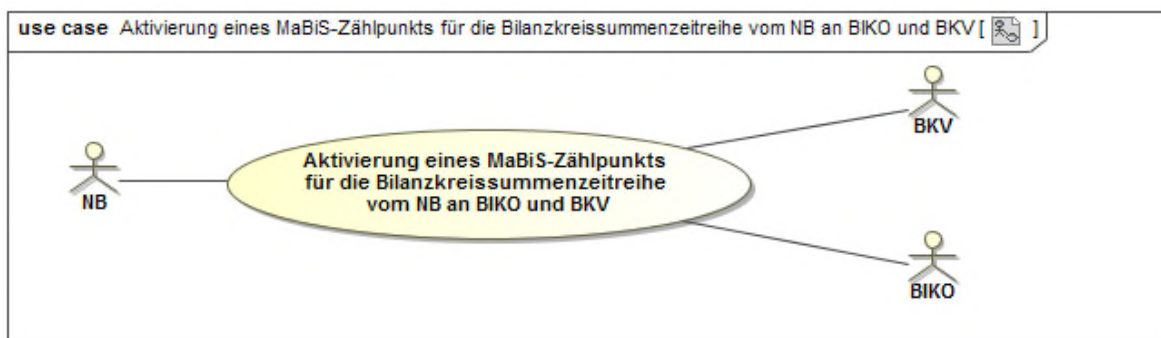 use case Aktivierung eines MaBiS-Zählpunkts für die Bilanzkreissummenzeitreihe vom NB an BIKO und BKV [ ]
BKV
Aktivierung eines MaBiS-Zählpunkts
für die Bilanzkreissummenzeitreihe
vom NB an BIKO und BKV
NB
BIKO